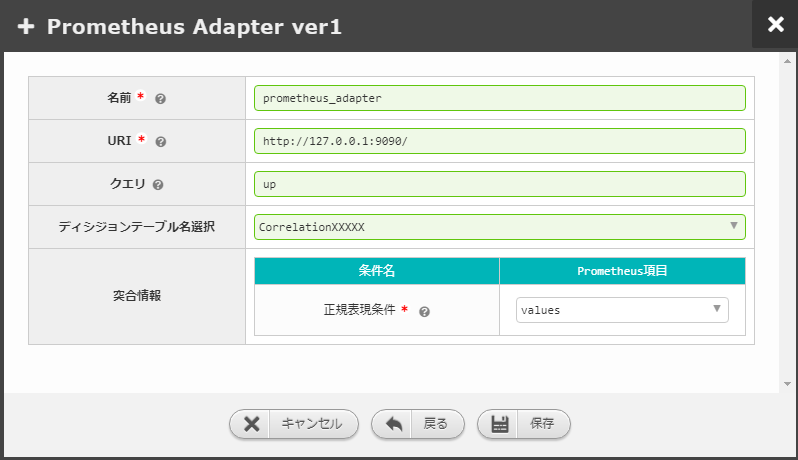 Prometheus Adapter ver1
名前 *
prometheus_adapter
URI *
http://127.0.0.1:9090/
クエリ
up
ディシジョンテーブル名選択
CorrelationXXXXX
突合情報
条件名
Prometheus項目
正規表現条件 *
values
キャンセル
戻る
保存